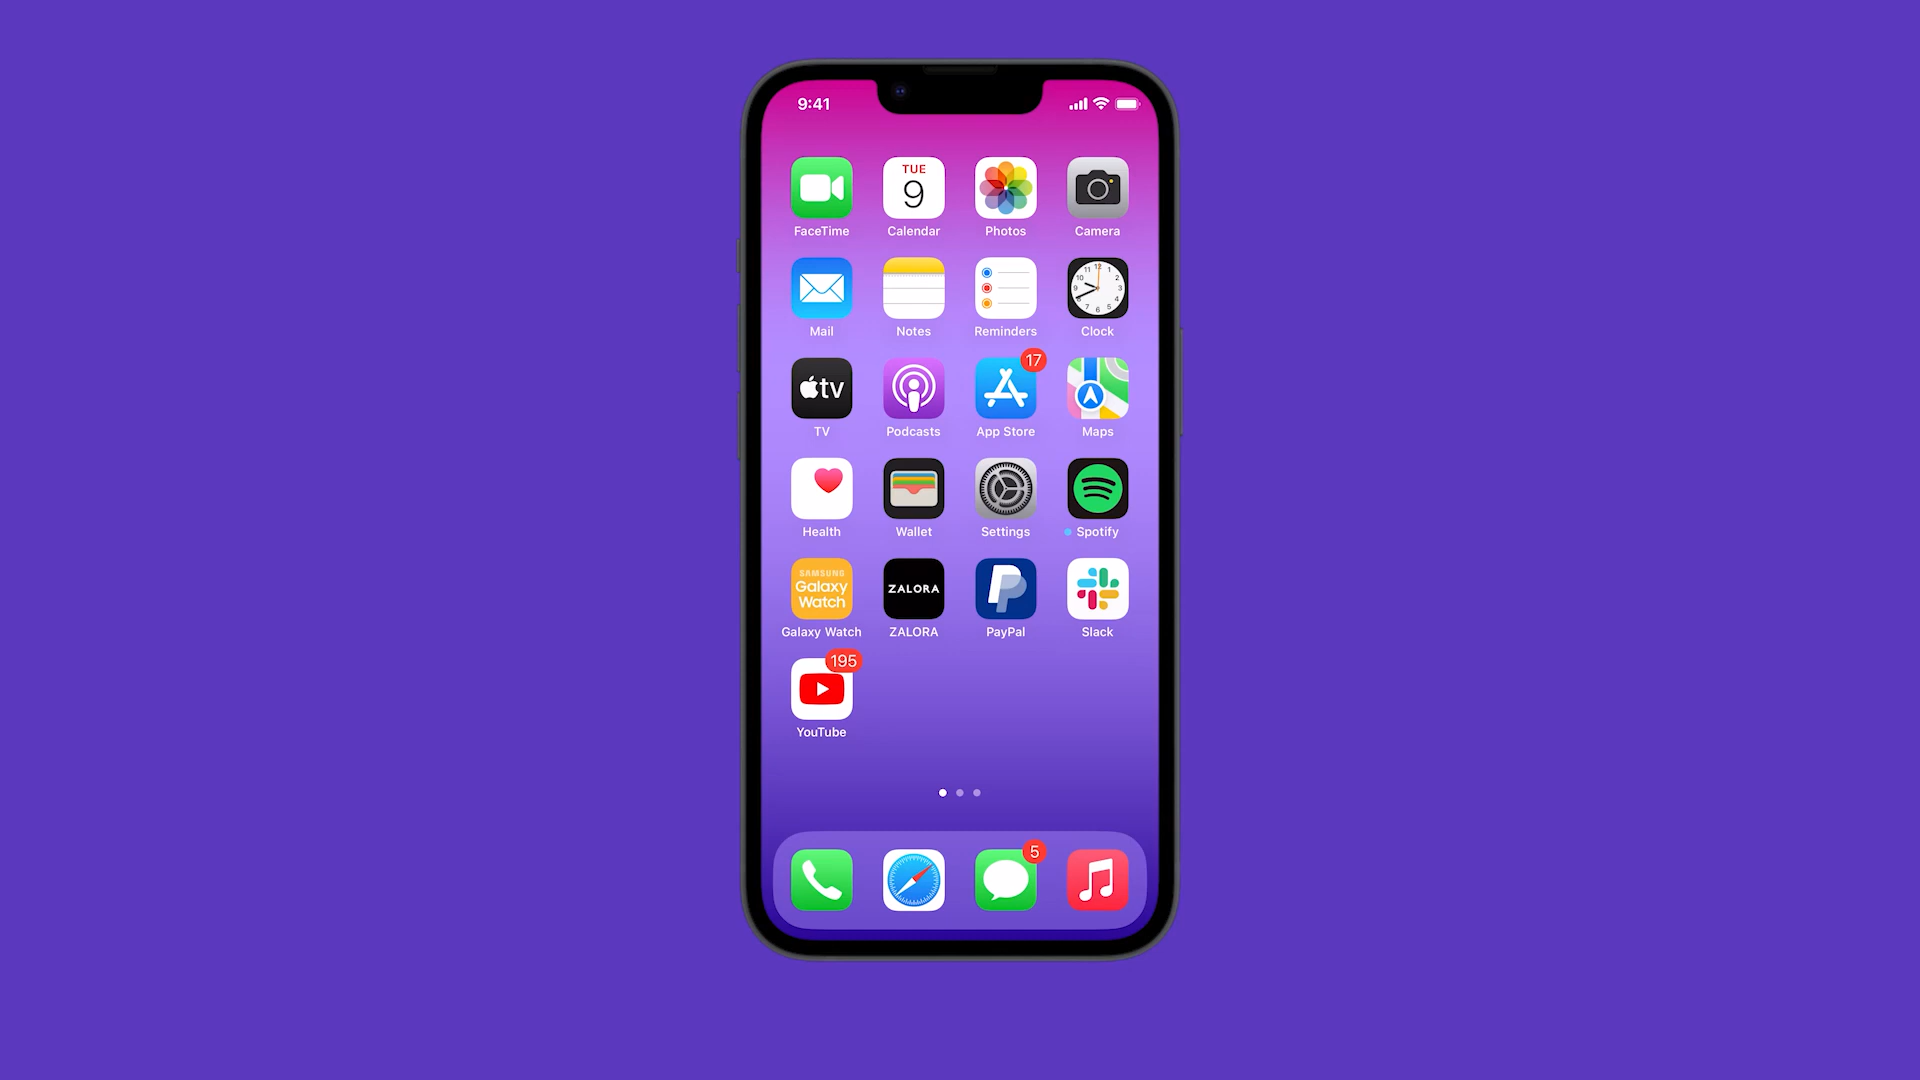 9:41
TUE
9
FaceTime
Calendar
Photos
Camera
Mail
Notes
Reminders
Clock
17
tv
TV
Podcasts
App Store
Maps
Health
Wallet
Settings
Spotify
SAMSUNG
Galaxy
Watch
ZALORA
Galaxy Watch
ZALORA
PayPal
Slack
195
YouTube
5